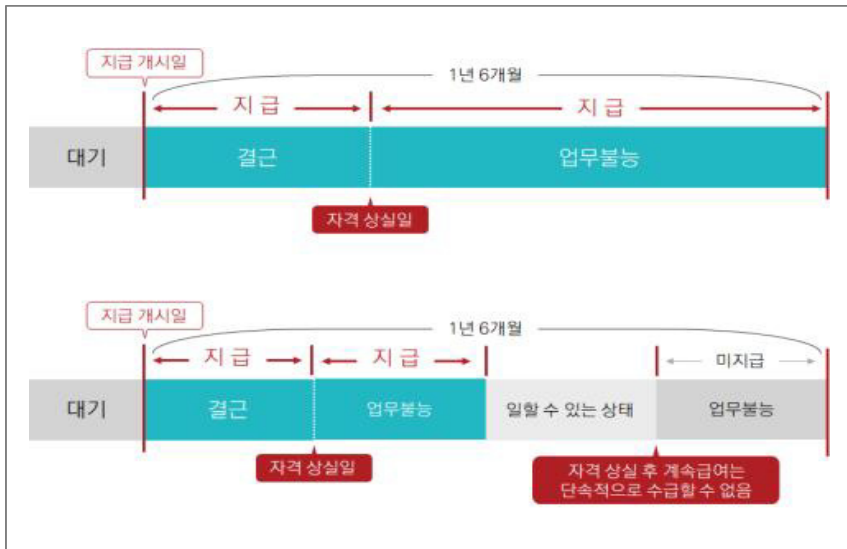 지급 개시일
1년 6개월
지 급
지 급
대기
결근
업무불능
자격 상실일
지급 개시일
1년 6개월
지 급
지 급
미지급
대기
결근
업무불능
일할 수 있는 상태
업무불능
자격 상실일
자격 상실 후 계속급여는
단속적으로 수급할 수 없음